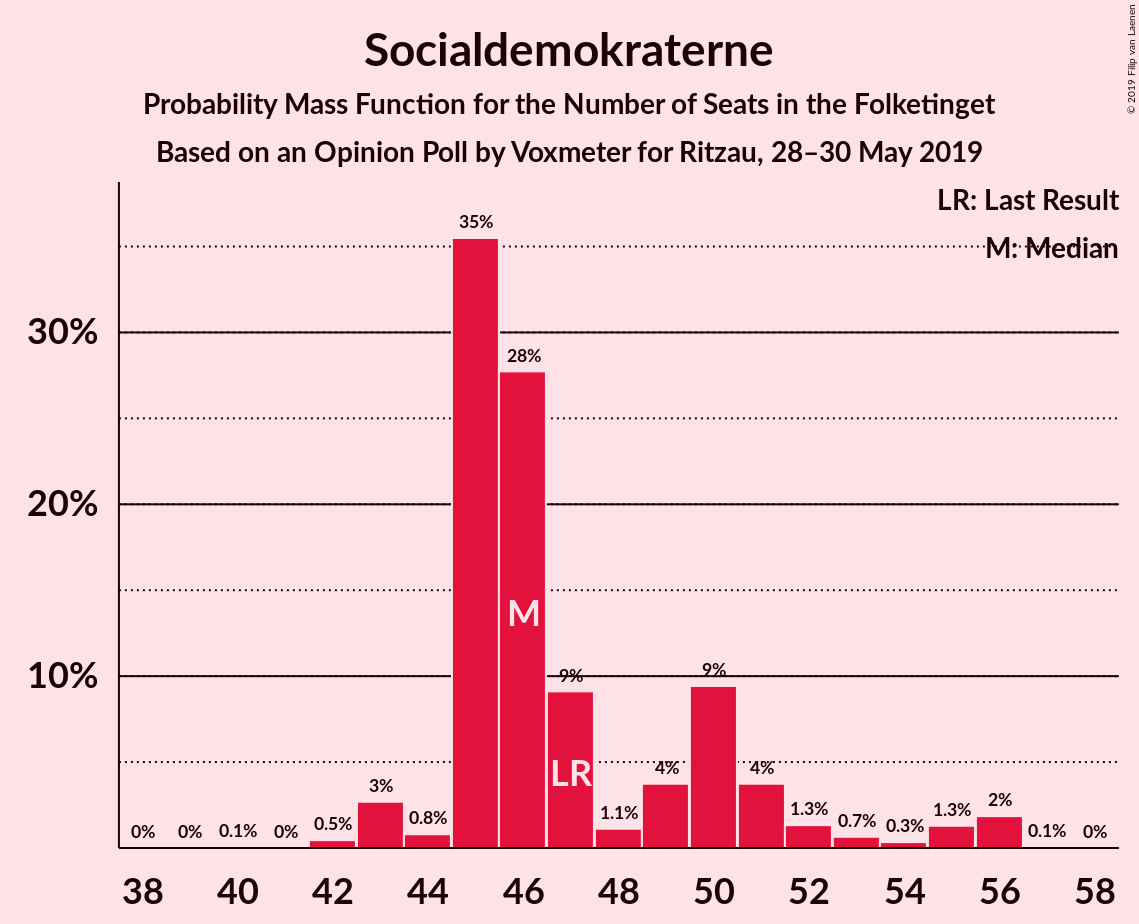 Socialdemokraterne
Probability Mass Function for the Number of Seats in the Folketinget
Based on an Opinion Poll by Voxmeter for Ritzau, 28–30 May 2019
© 2019 Filip van Laenen
LR: Last Result
M: Median
30%
20%
10%
0%
0%
0.1%
0%
0.5%
3%
0.8%
35%
28%
9%
1.1%
4%
9%
4%
1.3%
0.7%
0.3%
1.3%
2%
0.1%
0%
M
LR
38 40 42 44 46 48 50 52 54 56 58